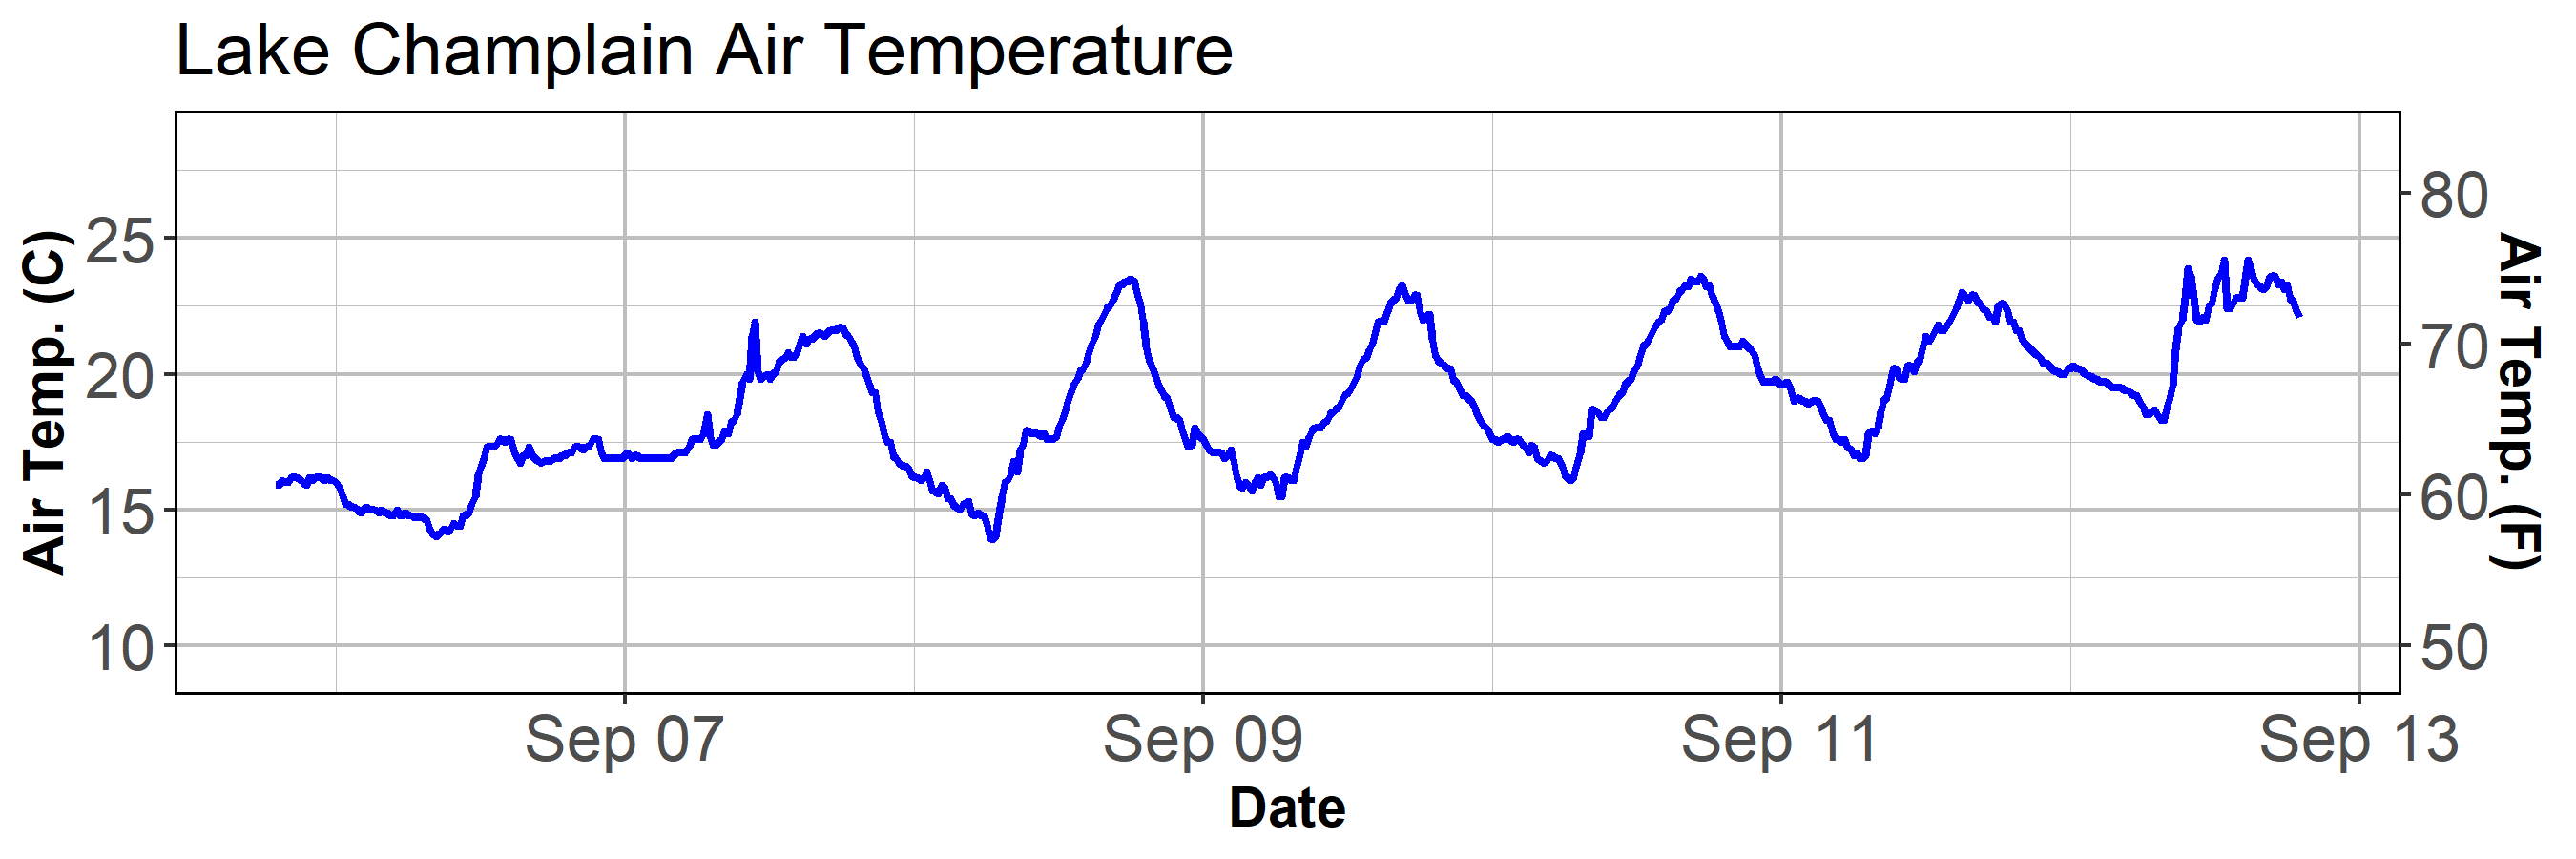 Lake Champlain Air Temperature
Air Temp. (C)
25
20
15
10
80
70
60
50
Air Temp. (F)
Sep 07
Sep 09
Sep 11
Sep 13
Date